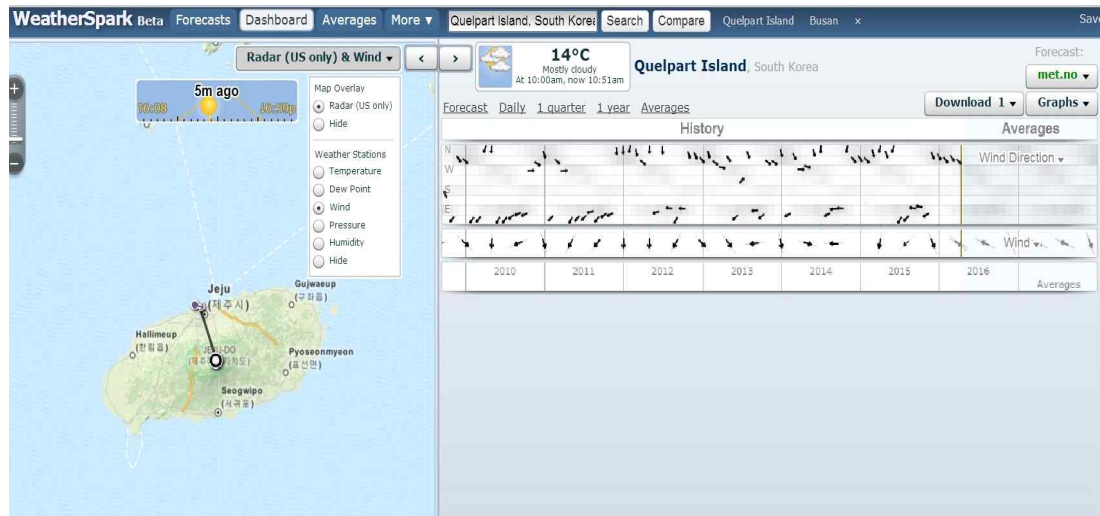 WeatherSpark Beta Forecasts Dashboard Averages More ▼ Quelpart Island, South Korea Search Compare Quelpart Island Busan × Save
Radar (US only) & Wind ▾ ‹ ›
5m ago
16:08
Map Overlay
Radar (US only)
Hide
Weather Stations
Temperature
Dew Point
Wind
Pressure
Humidity
Hide
Jeju
(제주시)
Gujwaeup
(구좌읍)
Hallimeup
(한림읍)
JEJU-DO
Pyoseonmyeon
(표선면)
Seogwipo
(서귀포)
14°C
Mostly cloudy
At 10:00am, now 10:51am
Quelpart Island, South Korea
Forecast:
met.no ▾
Forecast Daily 1 quarter 1 year Averages
Download 1 ▾ Graphs ▾
History Averages
N
W
S
E
Wind Direction ▾
Wind ▾
2010 2011 2012 2013 2014 2015 2016
Averages